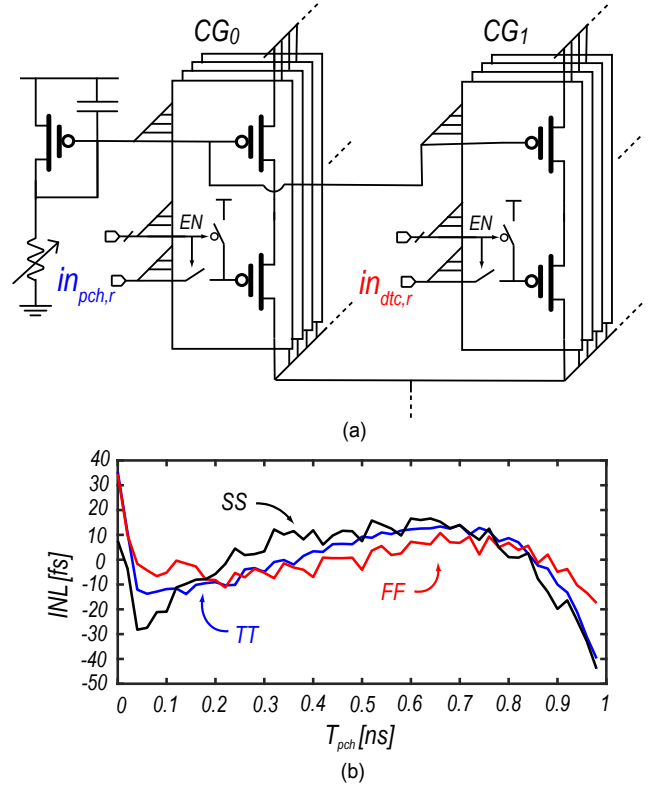 CG0 CG1
EN EN
inpch,r indtc,r
(a)
40
30
20
10
0
-10
-20
-30
-40
-50
INL [fs]
SS
TT
FF
0 0.1 0.2 0.3 0.4 0.5 0.6 0.7 0.8 0.9 1
Tpch [ns]
(b)